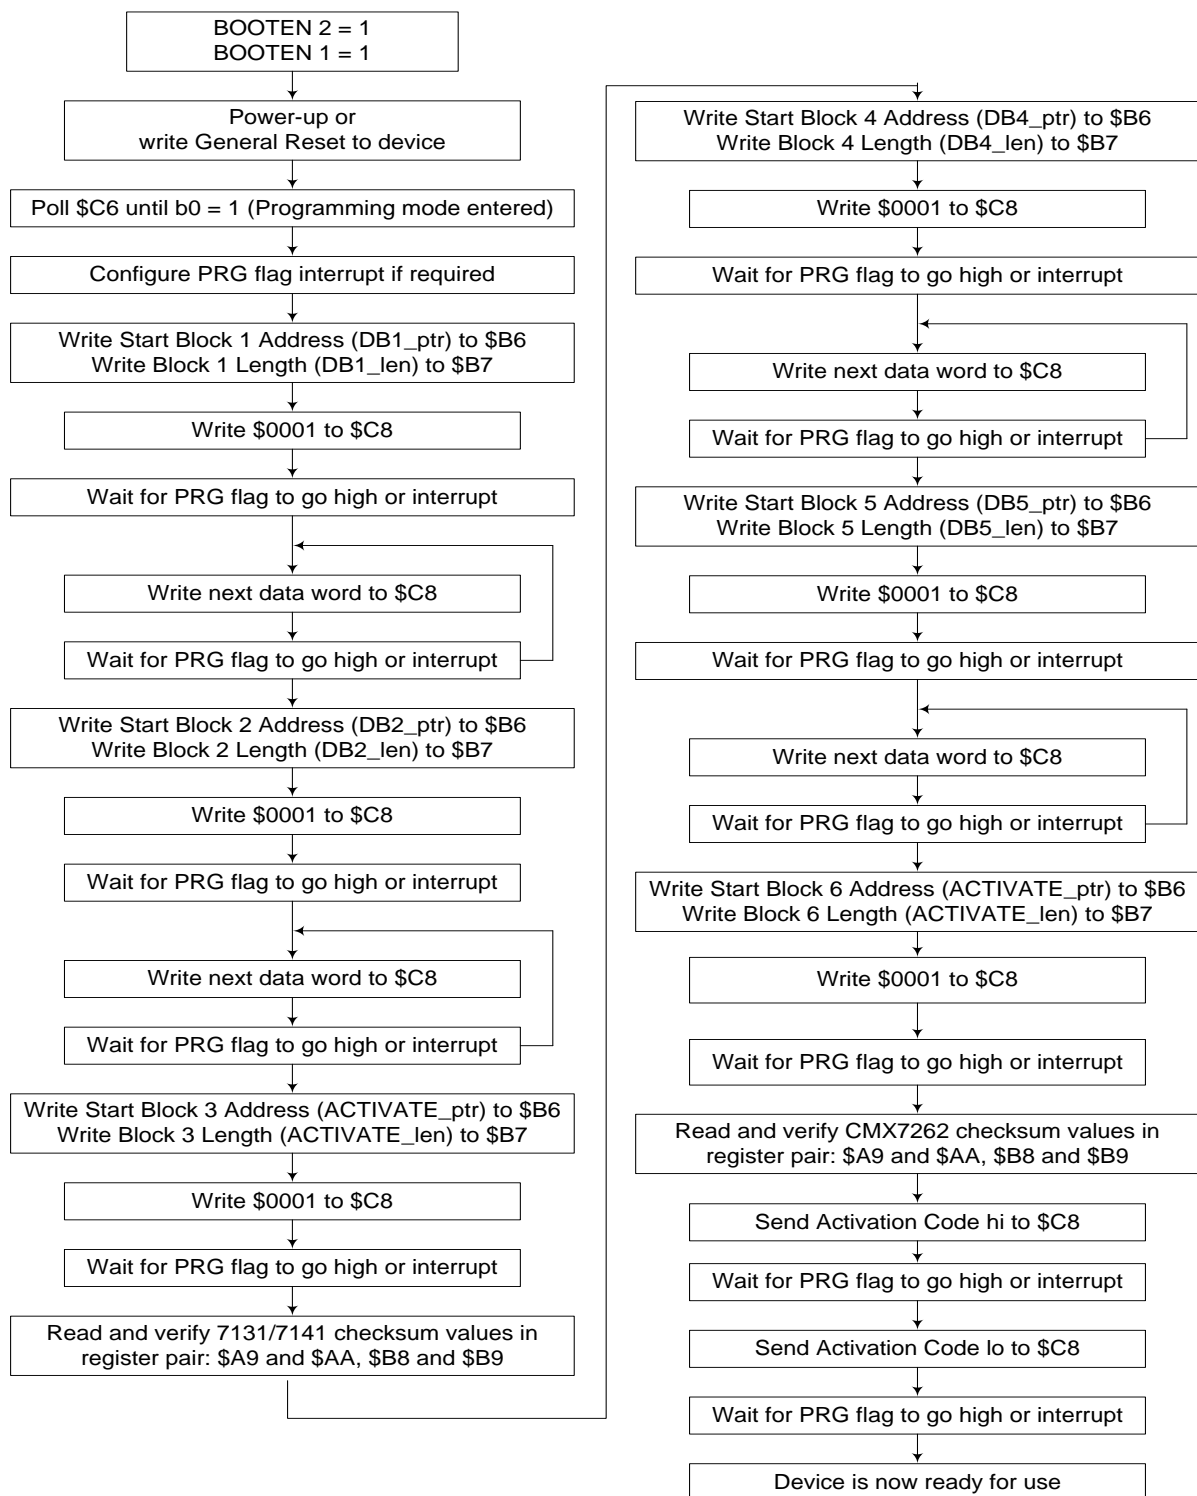 BOOTEN 2 = 1
BOOTEN 1 = 1
Power-up or
write General Reset to device
Poll $C6 until b0 = 1 (Programming mode entered)
Configure PRG flag interrupt if required
Write Start Block 1 Address (DB1_ptr) to $B6
Write Block 1 Length (DB1_len) to $B7
Write $0001 to $C8
Wait for PRG flag to go high or interrupt
Write next data word to $C8
Wait for PRG flag to go high or interrupt
Write Start Block 2 Address (DB2_ptr) to $B6
Write Block 2 Length (DB2_len) to $B7
Write $0001 to $C8
Wait for PRG flag to go high or interrupt
Write next data word to $C8
Wait for PRG flag to go high or interrupt
Write Start Block 3 Address (ACTIVATE_ptr) to $B6
Write Block 3 Length (ACTIVATE_len) to $B7
Write $0001 to $C8
Wait for PRG flag to go high or interrupt
Read and verify 7131/7141 checksum values in
register pair: $A9 and $AA, $B8 and $B9
Write Start Block 4 Address (DB4_ptr) to $B6
Write Block 4 Length (DB4_len) to $B7
Write $0001 to $C8
Wait for PRG flag to go high or interrupt
Write next data word to $C8
Wait for PRG flag to go high or interrupt
Write Start Block 5 Address (DB5_ptr) to $B6
Write Block 5 Length (DB5_len) to $B7
Write $0001 to $C8
Wait for PRG flag to go high or interrupt
Write next data word to $C8
Wait for PRG flag to go high or interrupt
Write Start Block 6 Address (ACTIVATE_ptr) to $B6
Write Block 6 Length (ACTIVATE_len) to $B7
Write $0001 to $C8
Wait for PRG flag to go high or interrupt
Read and verify CMX7262 checksum values in
register pair: $A9 and $AA, $B8 and $B9
Send Activation Code hi to $C8
Wait for PRG flag to go high or interrupt
Send Activation Code lo to $C8
Wait for PRG flag to go high or interrupt
Device is now ready for use